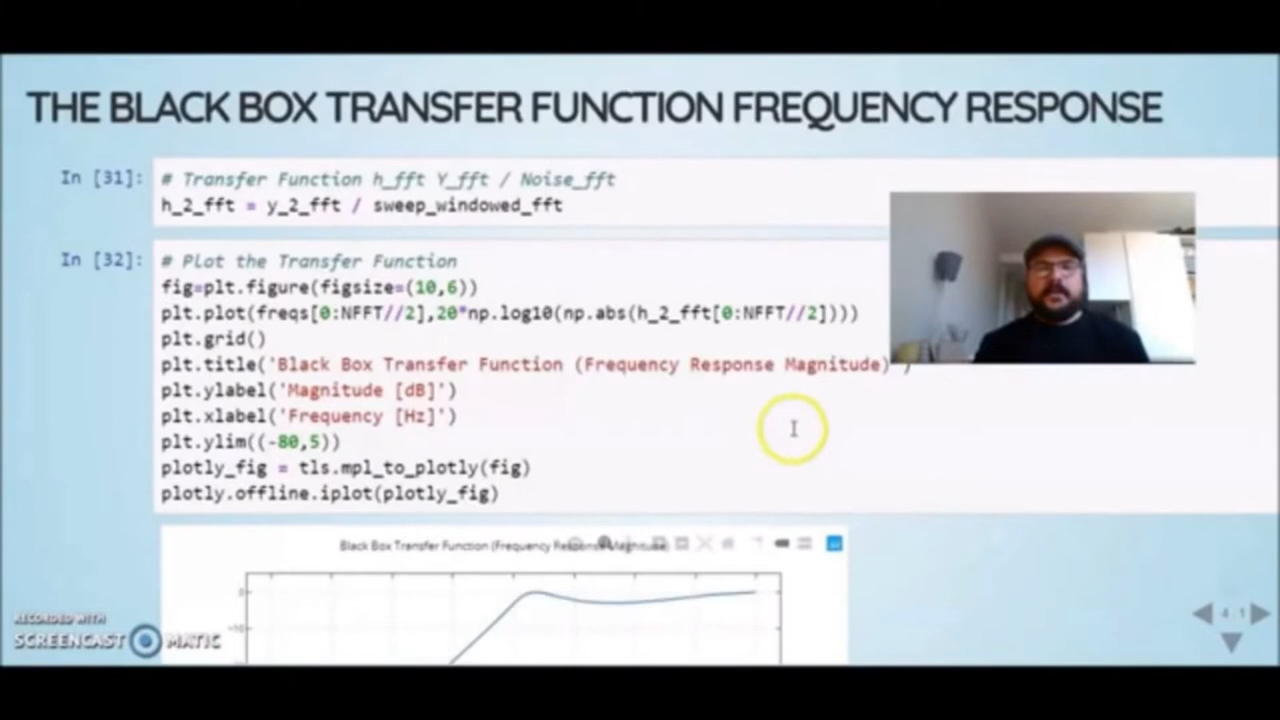 THE BLACK BOX TRANSFER FUNCTION FREQUENCY RESPONSE
In [31]:
# Transfer Function h_fft Y_fft / Noise_fft
h_2_fft = y_2_fft / sweep_windowed_fft
In [32]:
# Plot the Transfer Function
fig=plt.figure(figsize=(10,6))
plt.plot(freqs[0:NFFT//2],20*np.log10(np.abs(h_2_fft[0:NFFT//2])))
plt.grid()
plt.title('Black Box Transfer Function (Frequency Response Magnitude) ')
plt.ylabel('Magnitude [dB]')
plt.xlabel('Frequency [Hz]')
plt.ylim((-80,5))
plotly_fig = tls.mpl_to_plotly(fig)
plotly.offline.iplot(plotly_fig)
Black Box Transfer Function (Frequency Response Magnitude)
0
-10
RECORDED WITH
SCREENCAST MATIC
4.1